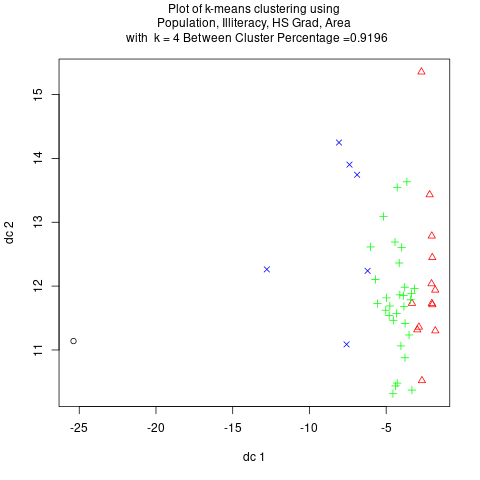 Plot of k-means clustering using
Population, Illiteracy, HS Grad, Area
with k = 4 Between Cluster Percentage =0.9196
15
14
13
12
11
dc 2
-25
-20
-15
-10
-5
dc 1